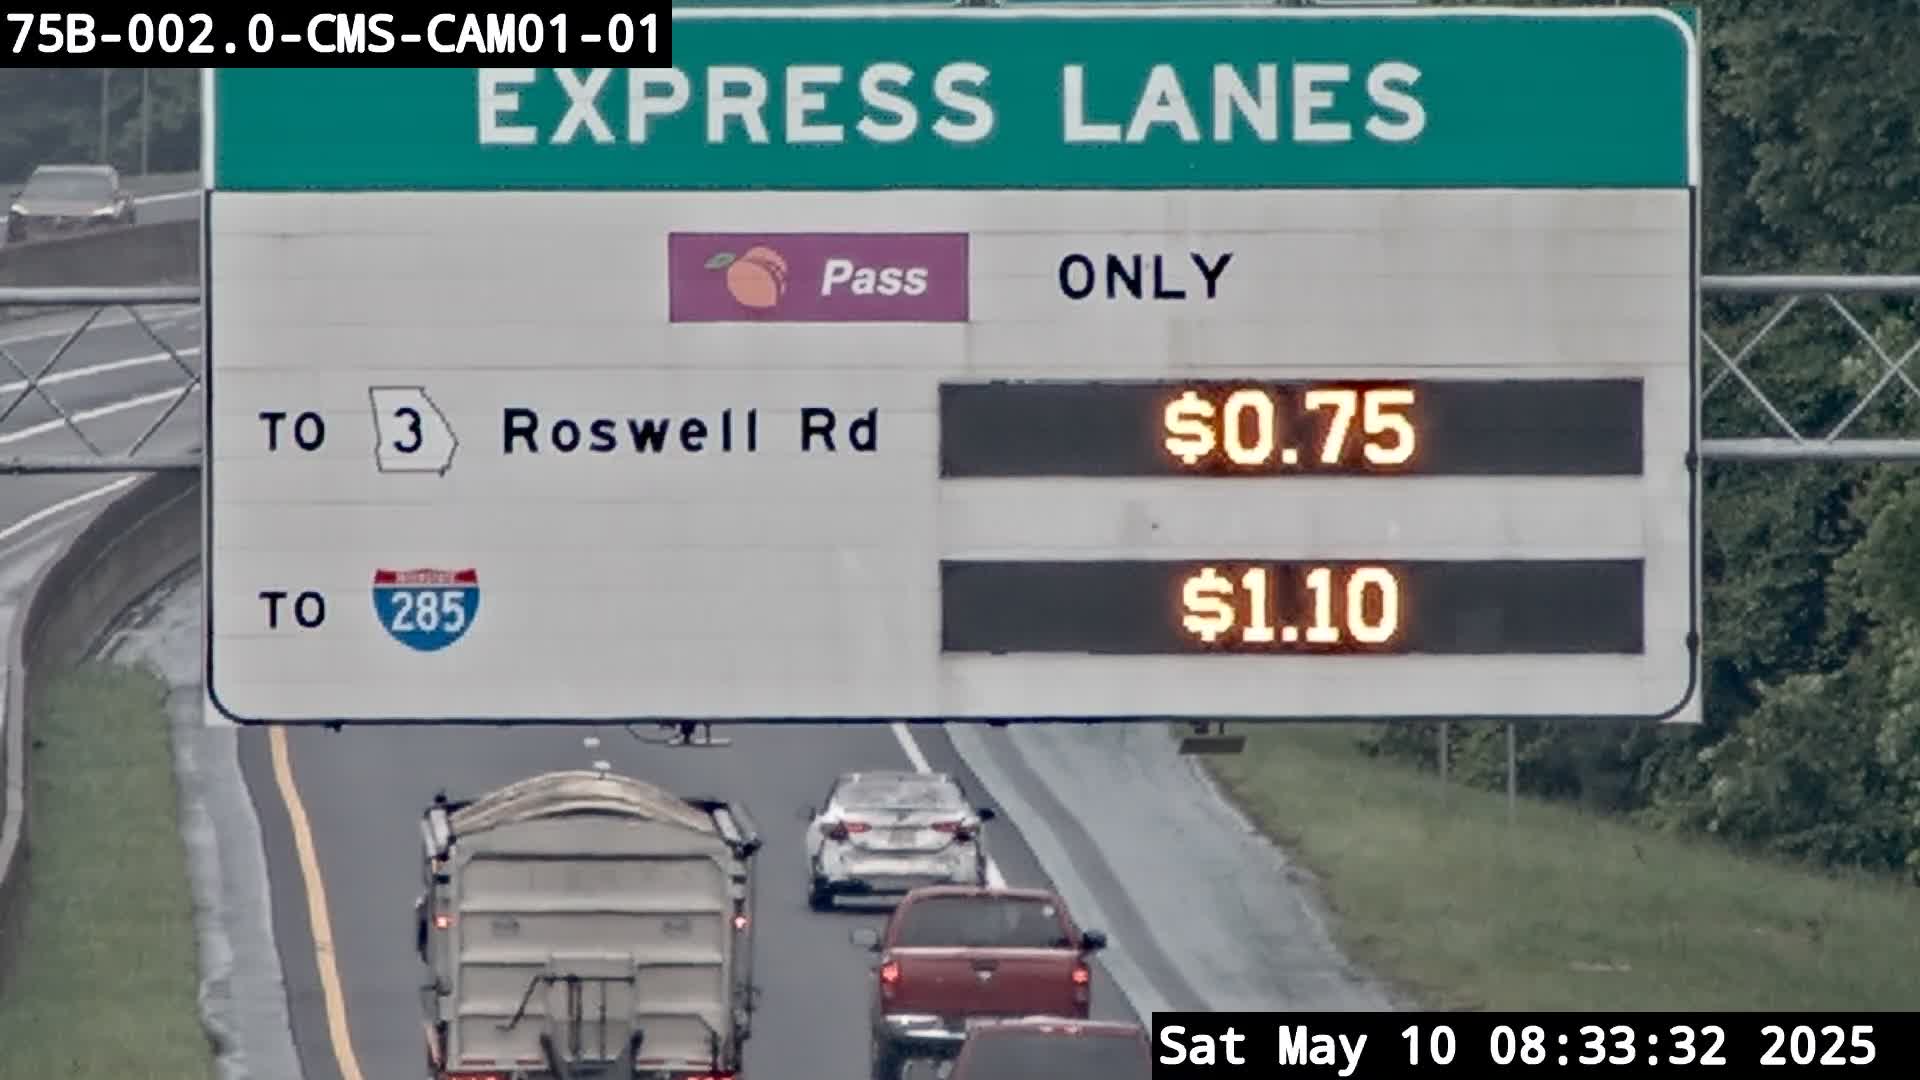 75B-002.0-CMS-CAM01-01
EXPRESS LANES
Pass ONLY
TO 3 Roswell Rd $0.75
TO 285 $1.10
Sat May 10 08:33:32 2025